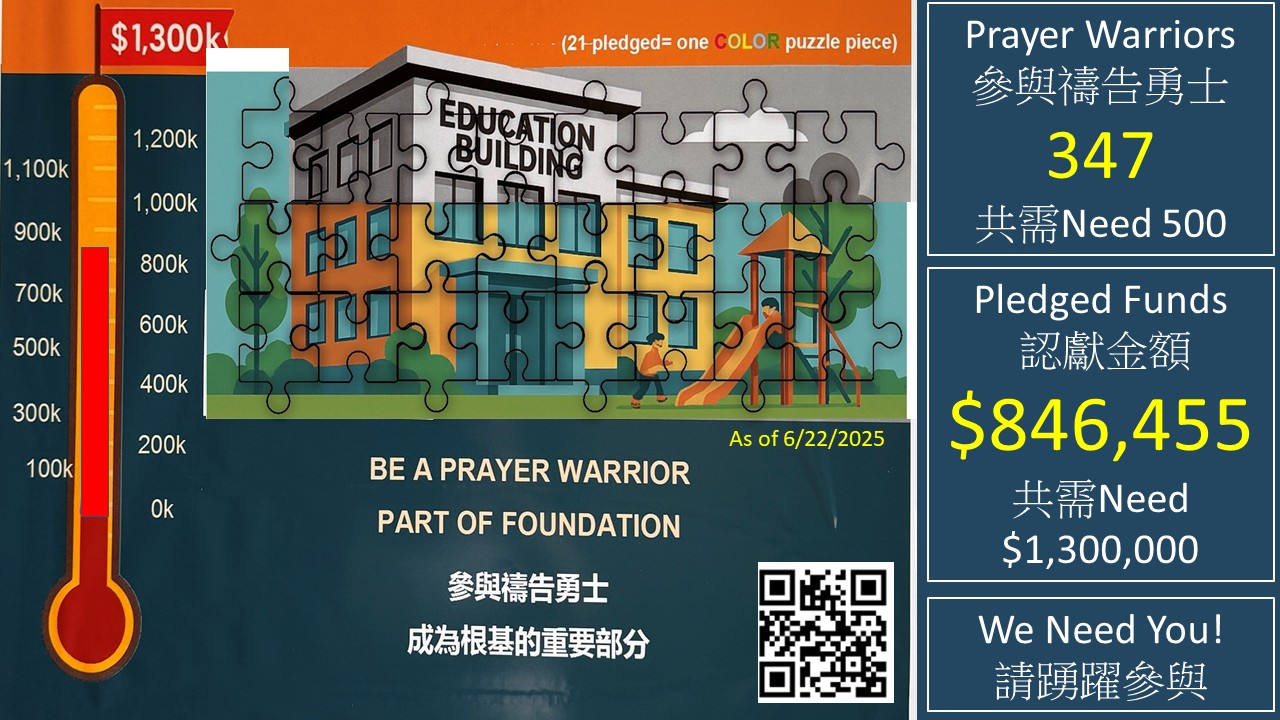 $1,300k
(21 pledged= one COLOR puzzle piece)
EDUCATION
BUILDING
1,200k
1,100k
1,000k
900k
800k
700k
600k
500k
400k
300k
200k
100k
0k
As of 6/22/2025
BE A PRAYER WARRIOR
PART OF FOUNDATION
參與禱告勇士
成為根基的重要部分
Prayer Warriors
參與禱告勇士
347
共需Need 500
Pledged Funds
認獻金額
$846,455
共需Need
$1,300,000
We Need You!
請踴躍參與